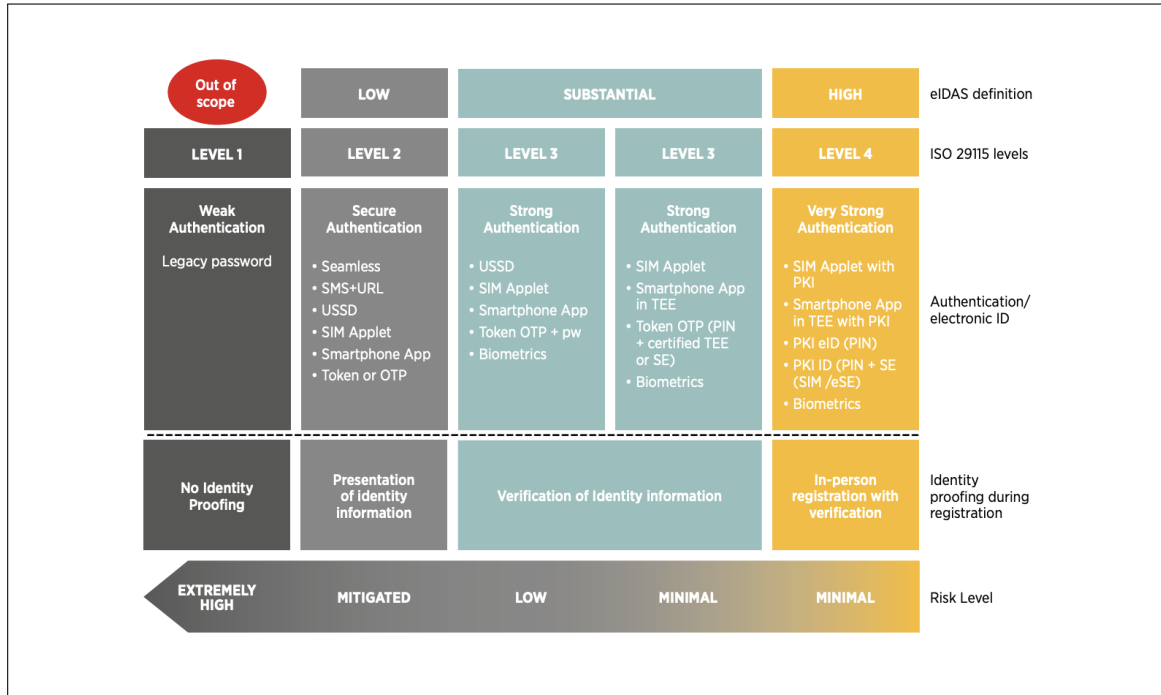 Out of
scope
LOW
SUBSTANTIAL
HIGH
eIDAS definition
LEVEL 1
LEVEL 2
LEVEL 3
LEVEL 3
LEVEL 4
ISO 29115 levels
Weak
Authentication
Legacy password
Secure
Authentication
• Seamless
• SMS+URL
• USSD
• SIM Applet
• Smartphone App
• Token or OTP
Strong
Authentication
• USSD
• SIM Applet
• Smartphone App
• Token OTP + pw
• Biometrics
Strong
Authentication
• SIM Applet
• Smartphone App
in TEE
• Token OTP (PIN
+ certified TEE
or SE)
• Biometrics
Very Strong
Authentication
• SIM Applet with
PKI
• Smartphone App
in TEE with PKI
• PKI eID (PIN)
• PKI ID (PIN + SE
(SIM /eSE)
• Biometrics
Authentication/
electronic ID
No Identity
Proofing
Presentation
of identity
information
Verification of Identity information
In-person
registration with
verification
Identity
proofing during
registration
EXTREMELY
HIGH
MITIGATED
LOW
MINIMAL
MINIMAL
Risk Level